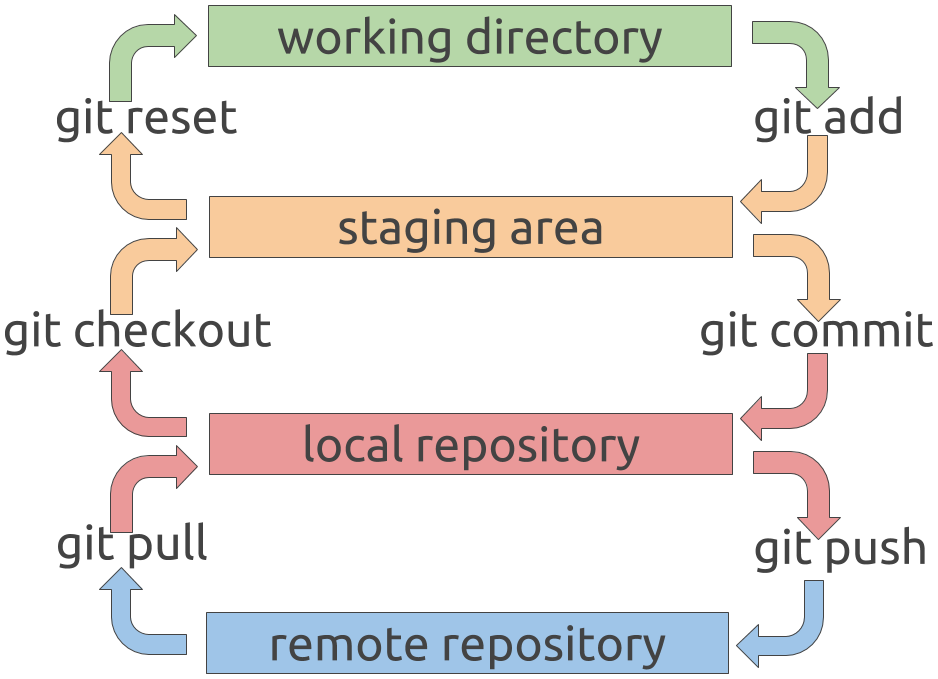 working directory
git reset
git add
staging area
git checkout
git commit
local repository
git pull
git push
remote repository